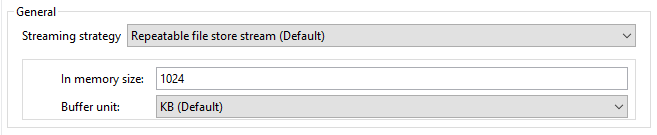 General
Streaming strategy Repeatable file store stream (Default)
In memory size: 1024
Buffer unit: KB (Default)